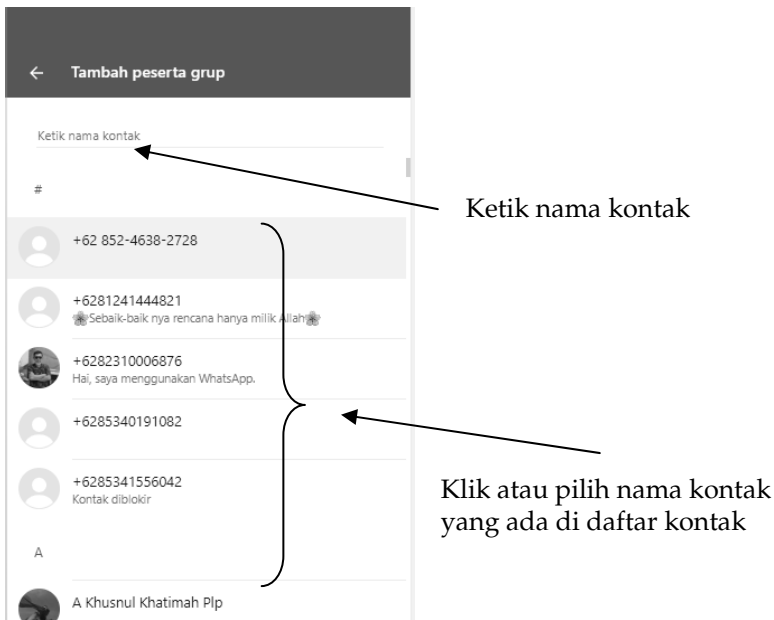 Tambah peserta grup
Ketik nama kontak
#
Ketik nama kontak
+62 852-4638-2728
+6281241444821
Sebaik-baik nya rencana hanya milik Allah
+6282310006876
Hai, saya menggunakan WhatsApp.
+6285340191082
+6285341556042
Kontak diblokir
Klik atau pilih nama kontak
yang ada di daftar kontak
A
A Khusnul Khatimah Plp